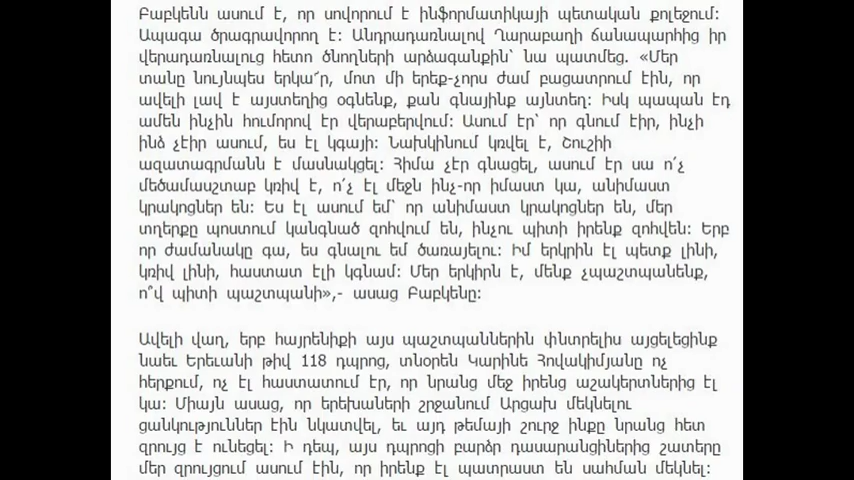 Բաբկենն ասում է, որ սովորում է ինֆորմատիկայի պետական քոլեջում:
Ապագա ծրագրավորող է: Անդրադառնալով Ղարաբաղի ճանապարհից իր
վերադառնալուց հետո ծնողների արձագանքին՝ նա պատմեց. «Մեր
տանը նույնպես երկա՜ր, մոտ մի երեք-չորս ժամ բացատրում էին, որ
ավելի լավ է այստեղից օգնենք, քան գնայինք այնտեղ: Իսկ պապան էդ
ամեն ինչին հումորով էր վերաբերվում: Ասում էր՝ որ գնում էիր, ինչի
ինձ չէիր ասում, ես էլ կգայի: Նախկինում կռվել է, Շուշիի
ազատագրմանն է մասնակցել: Հիմա չէր գնացել, ասում էր սա ո՛չ
մեծամասշտաբ կռիվ է, ո՛չ էլ մեջն ինչ-որ իմաստ կա, անիմաստ
կրակոցներ են: Ես էլ ասում եմ՝ որ անիմաստ կրակոցներ են, մեր
տղերքը պոստում կանգնած զոհվում են, ինչու պիտի իրենք զոհվեն: Երբ
որ ժամանակը գա, ես գնալու եմ ծառայելու: Իմ երկրին էլ պետք լինի,
կռիվ լինի, հաստատ էլի կգնամ: Մեր երկիրն է, մենք չպաշտպանենք,
ո՞վ պիտի պաշտպանի»,- ասաց Բաբկենը:
Ավելի վաղ, երբ հայրենիքի այս պաշտպաններին փնտրելիս այցելեցինք
նաեւ Երեւանի թիվ 118 դպրոց, տնօրեն Կարինե Հովակիմյանը ոչ
հերքում, ոչ էլ հաստատում էր, որ նրանց մեջ իրենց աշակերտներից էլ
կա: Միայն ասաց, որ երեխաների շրջանում Արցախ մեկնելու
ցանկություններ էին նկատվել, եւ այդ թեմայի շուրջ ինքը նրանց հետ
զրույց է ունեցել: Ի դեպ, այս դպրոցի բարձր դասարանցիներից շատերը
մեր զրույցում ասում էին, որ իրենք էլ պատրաստ են սահման մեկնել: